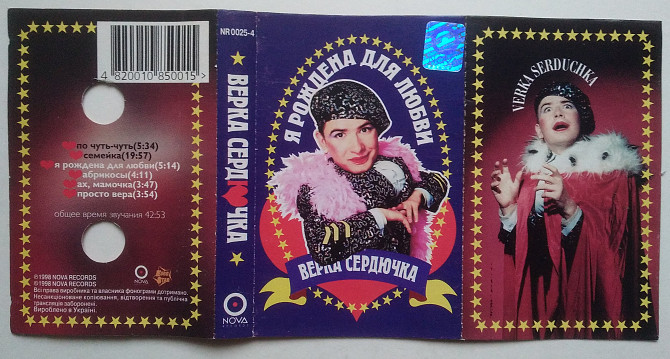 4820010850015
по чуть-чуть(5:34)
семейка(19:57)
я рождена для любви(5:14)
абрикосы(4:11)
ах, мамочка(3:47)
просто вера(3:54)
общее время звучания 42:53
NOVA
℗1998 NOVA RECORDS
©1998 NOVA RECORDS
Всі права виробника та власника фонограми дотримано.
Несанкціоноване копіювання, відтворення та публічна
трансляція заборонені.
Вироблено в Україні.
NR 0025-4
ВЕРКА СЕРДЮЧКА
NOVA
Я РОЖДЕНА ДЛЯ ЛЮБВИ
ВЕРКА СЕРДЮЧКА
NOVA
VERKA SERDUCHKA